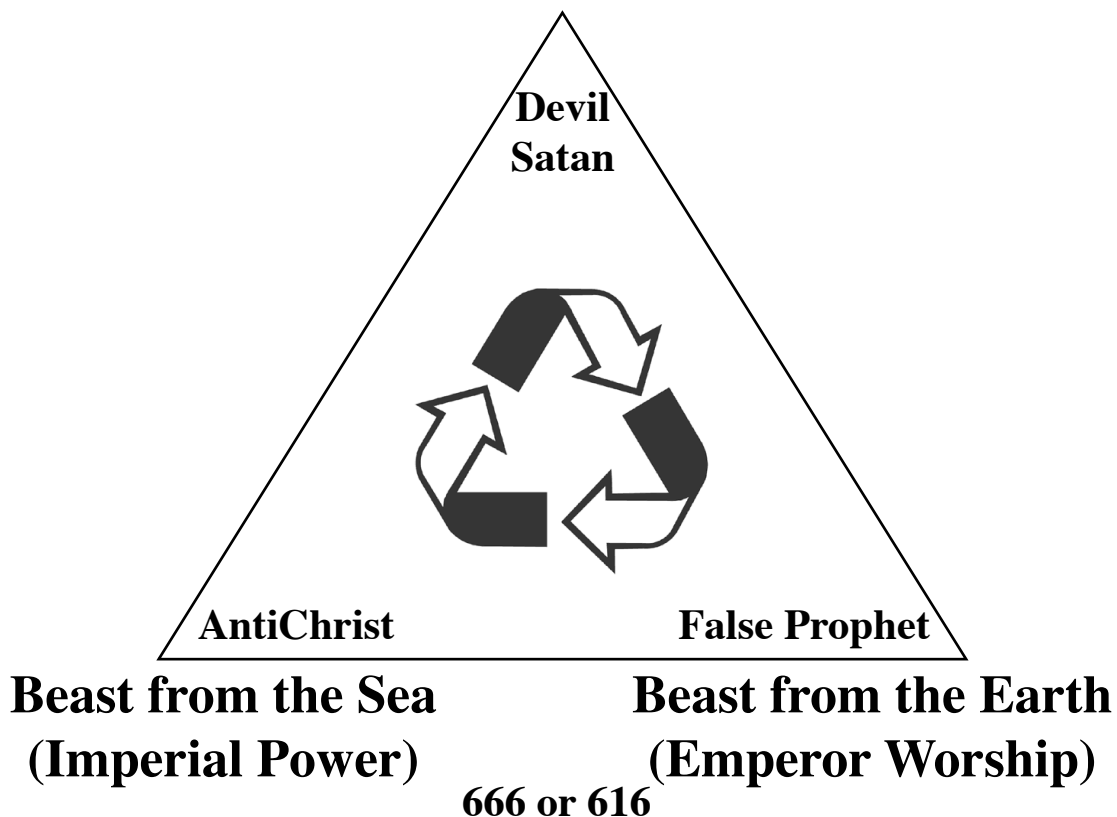 Devil
Satan
AntiChrist
False Prophet
Beast from the Sea
(Imperial Power)
Beast from the Earth
(Emperor Worship)
666 or 616